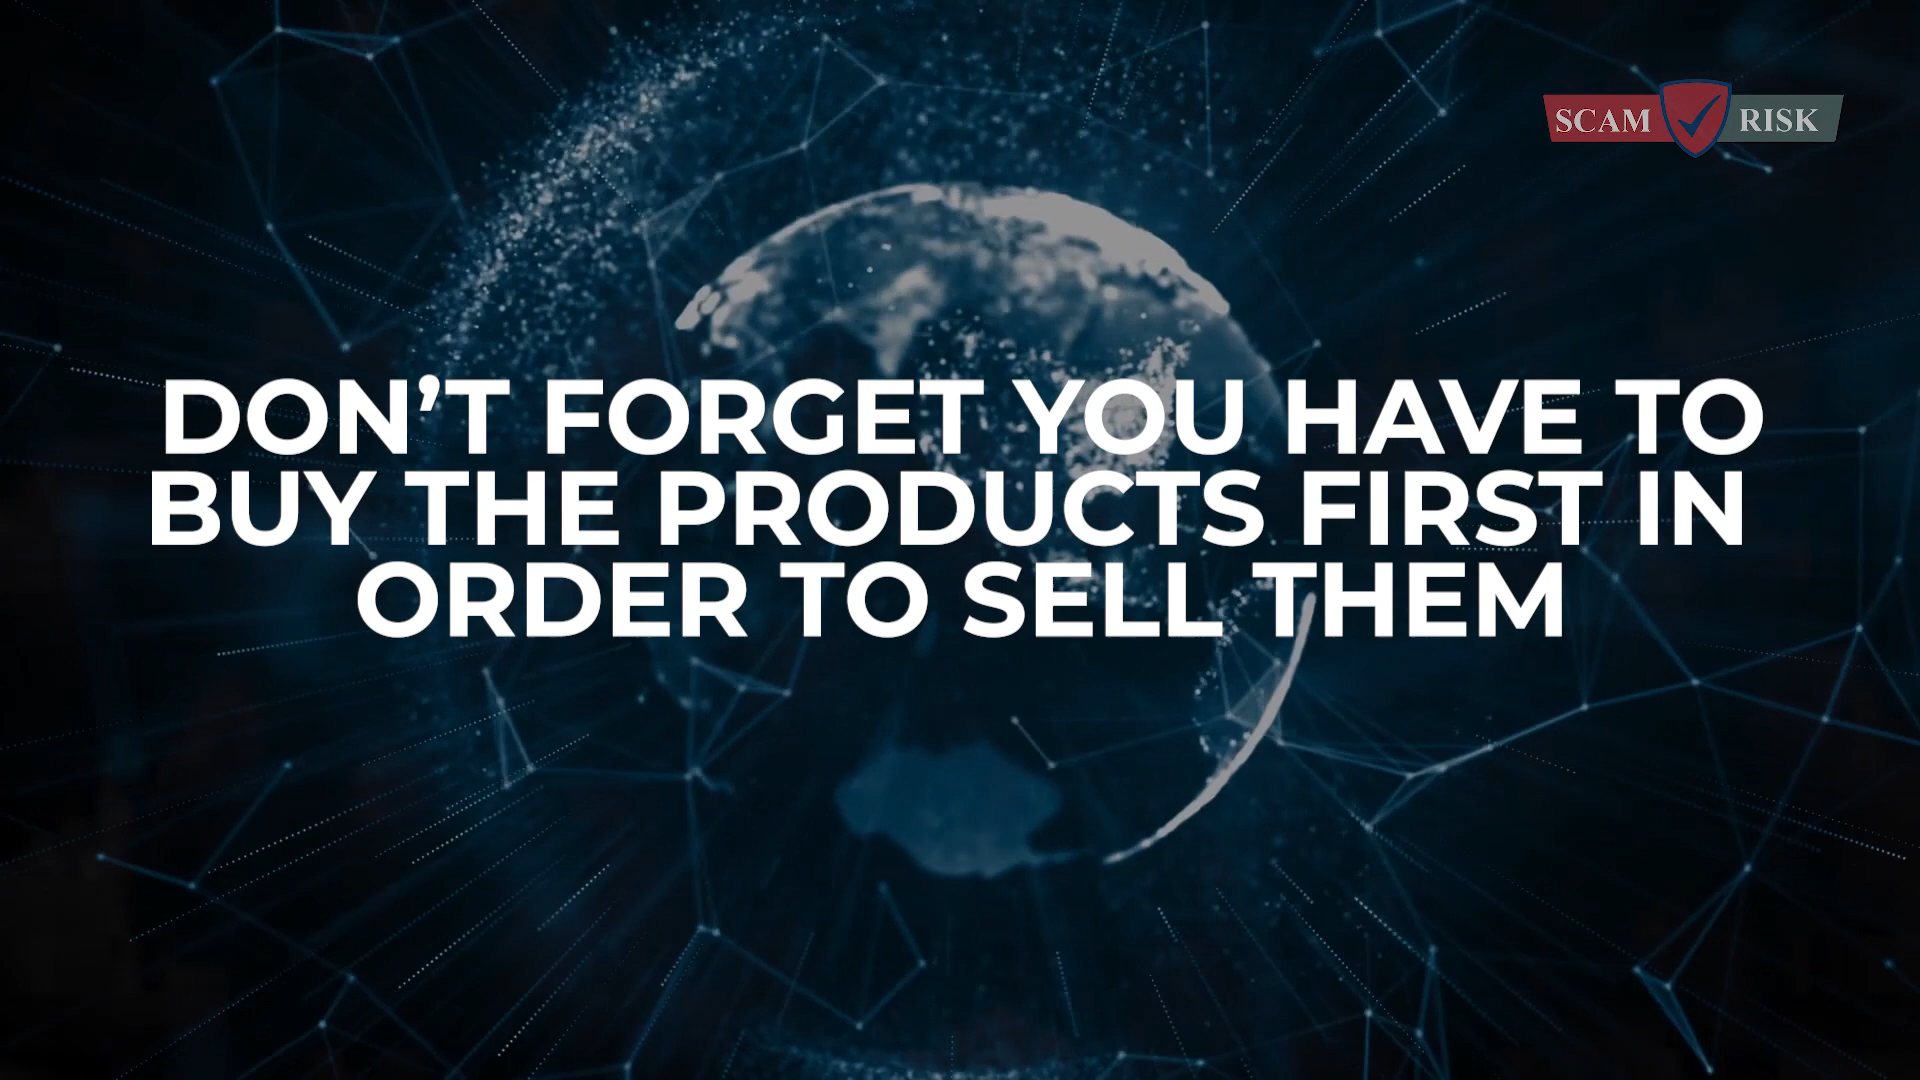 SCAM RISK
DON’T FORGET YOU HAVE TO
BUY THE PRODUCTS FIRST IN
ORDER TO SELL THEM